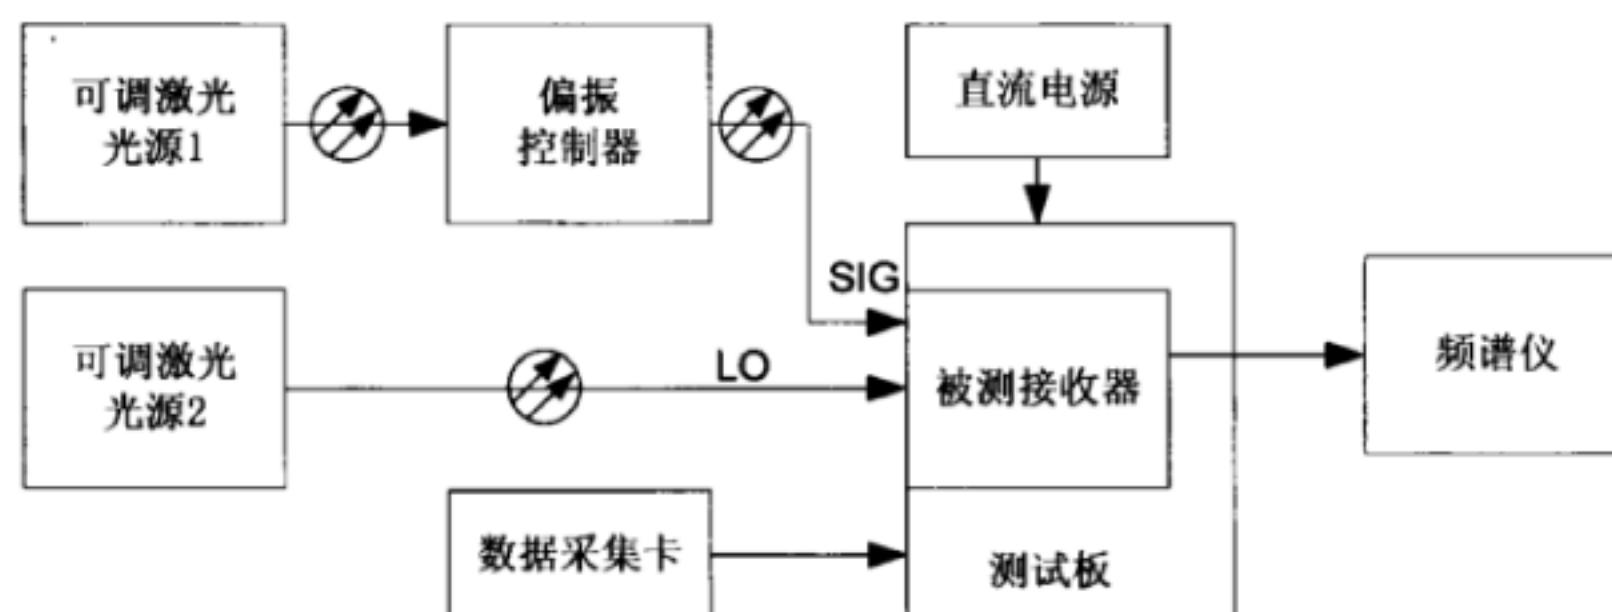 可调激光
光源1
偏振
控制器
直流电源
SIG
可调激光
光源2
LO
被测接收器
频谱仪
数据采集卡
测试板